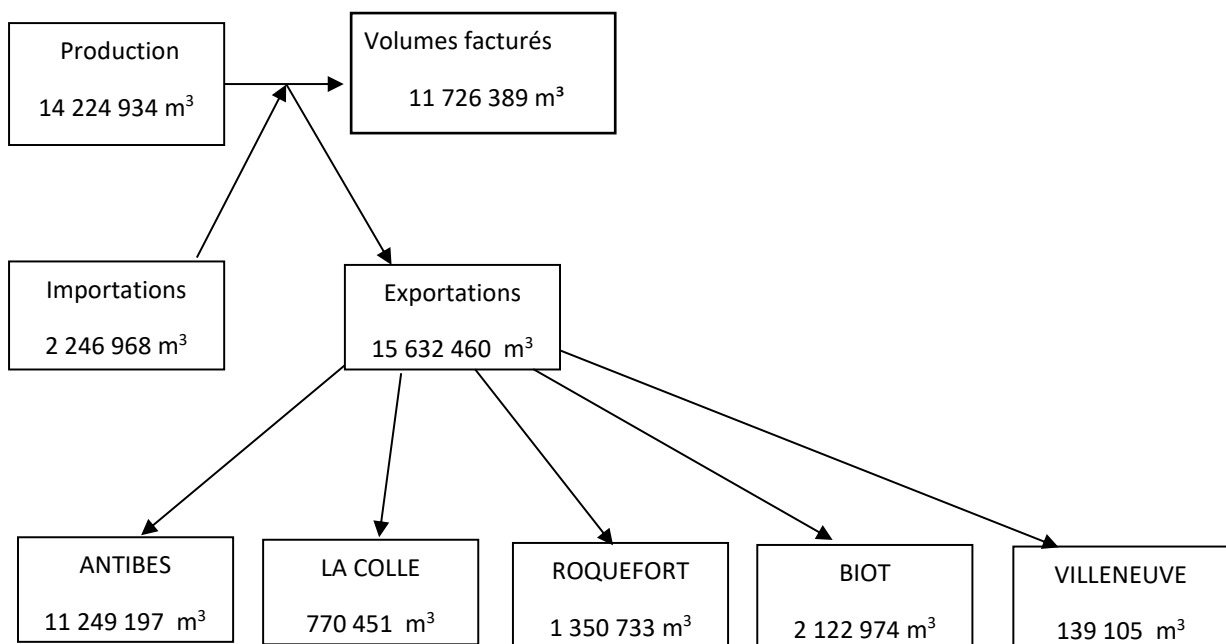 Production
14 224 934 m³
Volumes facturés
11 726 389 m³
Importations
2 246 968 m³
Exportations
15 632 460 m³
ANTIBES
11 249 197 m³
LA COLLE
770 451 m³
ROQUEFORT
1 350 733 m³
BIOT
2 122 974 m³
VILLENEUVE
139 105 m³